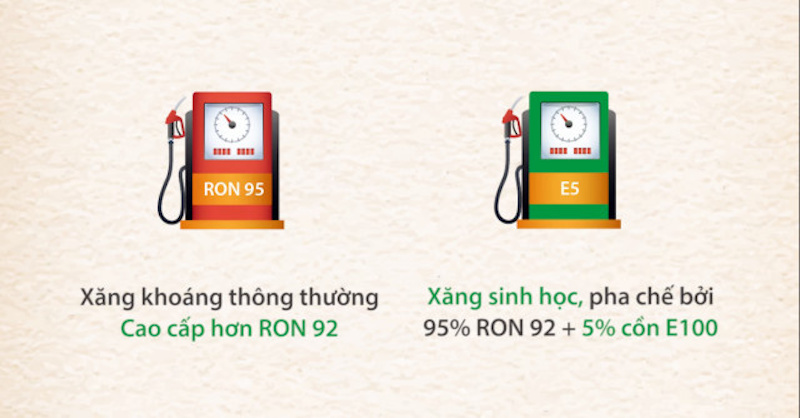 RON 95
E5
Xăng khoáng thông thường
Cao cấp hơn RON 92
Xăng sinh học, pha chế bởi
95% RON 92 + 5% cồn E100